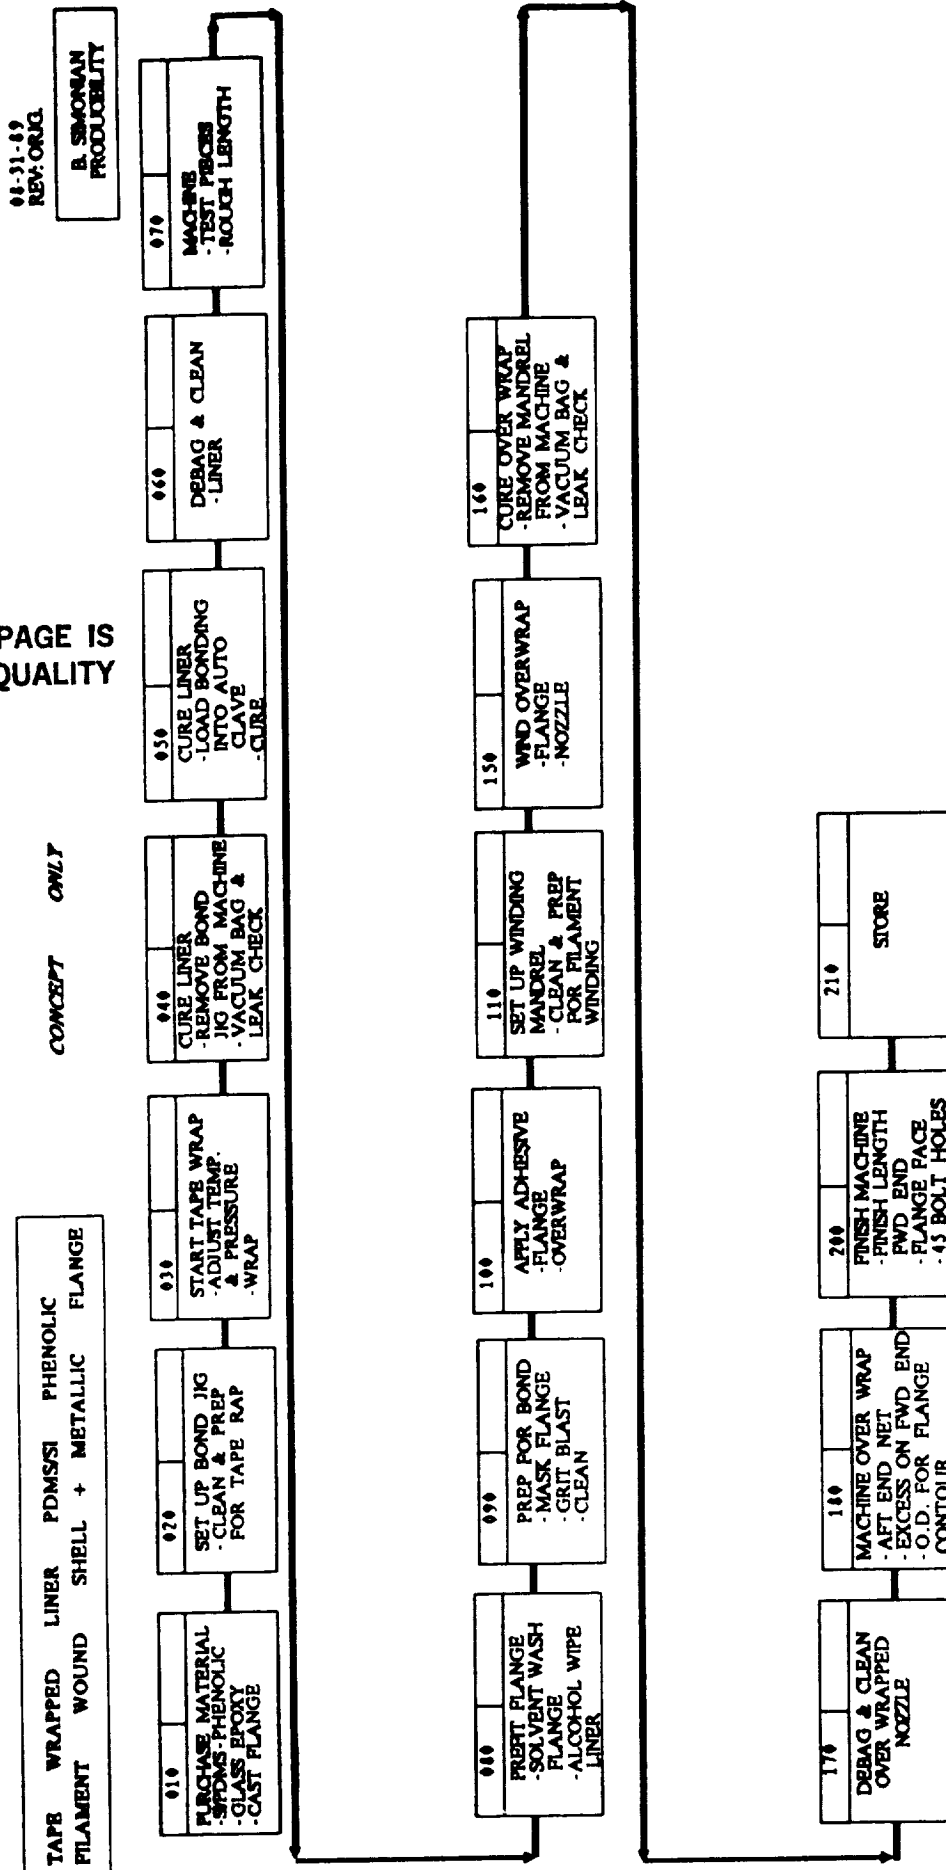 08-31-89
REV: ORIG.
B. SIMONIAN
PRODUCIBILITY
PAGE IS
QUALITY
CONCEPT ONLY
TAPE WRAPPED LINER PDMS/SI PHENOLIC
FILAMENT WOUND SHELL + METALLIC FLANGE
010
PURCHASE MATERIAL
-SI/PDMS-PHENOLIC
-GLASS EPOXY
-CAST FLANGE
020
SET UP BOND JIG
-CLEAN & PREP
FOR TAPE RAP
030
START TAPE WRAP
-ADJUST TEMP.
& PRESSURE
-WRAP
040
CURE LINER
-REMOVE BOND
JIG FROM MACHINE
-VACUUM BAG &
LEAK CHECK
050
CURE LINER
-LOAD BONDING
INTO AUTO
CLAVE
-CURE
060
DEBAG & CLEAN
-LINER
070
MACHINE
-TEST PIECES
-ROUGH LENGTH
080
PREFIT FLANGE
-SOLVENT WASH
FLANGE
-ALCOHOL WIPE
LINER
090
PREP FOR BOND
-MASK FLANGE
-GRIT BLAST
-CLEAN
100
APPLY ADHESIVE
-FLANGE
-OVERWRAP
110
SET UP WINDING
MANDREL
-CLEAN & PREP
FOR FILAMENT
WINDING
150
WIND OVERWRAP
-FLANGE
-NOZZLE
160
CURE OVER WRAP
-REMOVE MANDREL
FROM MACHINE
-VACUUM BAG &
LEAK CHECK
170
DEBAG & CLEAN
OVER WRAPPED
NOZZLE
180
MACHINE OVER WRAP
-AFT END NET
-EXCESS ON FWD END
-O.D. FOR FLANGE
CONTOUR
200
FINISH MACHINE
-FINISH LENGTH
FWD END
-FLANGE FACE
-45 BOLT HOLES
210
STORE